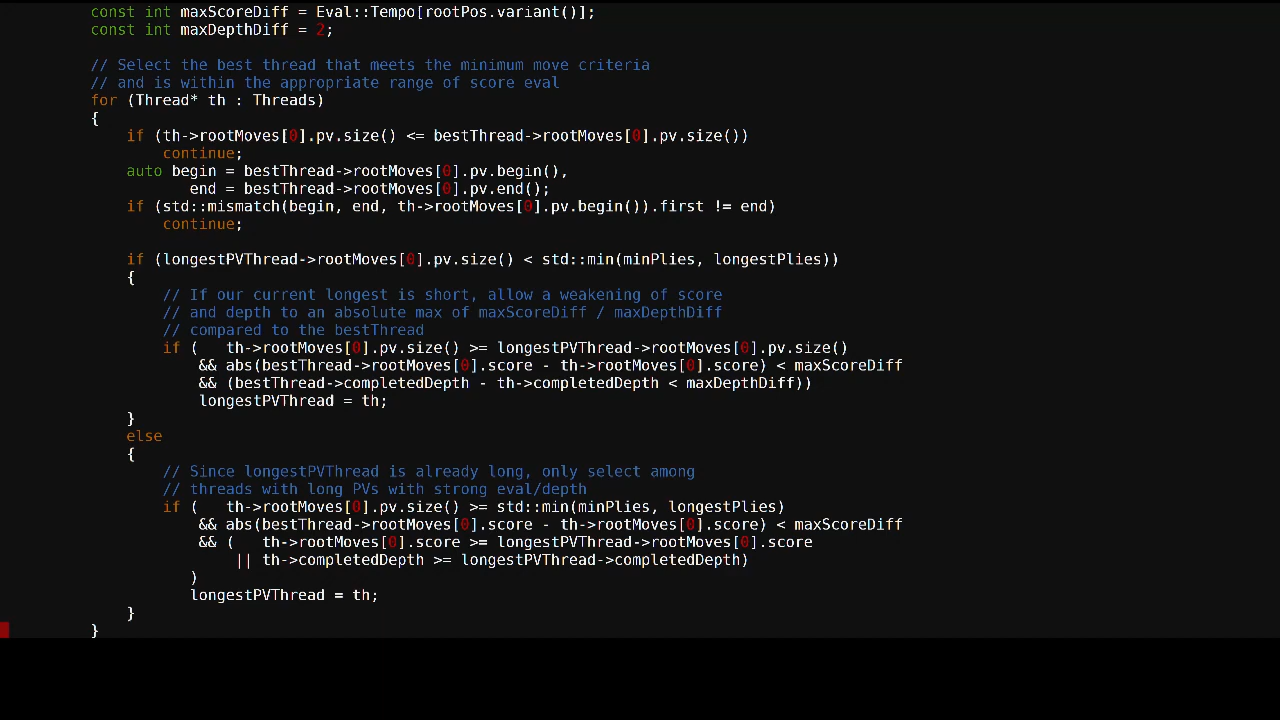 const int maxScoreDiff = Eval::Tempo[rootPos.variant()];
const int maxDepthDiff = 2;
// Select the best thread that meets the minimum move criteria
// and is within the appropriate range of score eval
for (Thread* th : Threads)
{
if (th->rootMoves[0].pv.size() <= bestThread->rootMoves[0].pv.size())
continue;
auto begin = bestThread->rootMoves[0].pv.begin(),
end = bestThread->rootMoves[0].pv.end();
if (std::mismatch(begin, end, th->rootMoves[0].pv.begin()).first != end)
continue;
if (longestPVThread->rootMoves[0].pv.size() < std::min(minPlies, longestPlies))
{
// If our current longest is short, allow a weakening of score
// and depth to an absolute max of maxScoreDiff / maxDepthDiff
// compared to the bestThread
if (   th->rootMoves[0].pv.size() >= longestPVThread->rootMoves[0].pv.size()
&& abs(bestThread->rootMoves[0].score - th->rootMoves[0].score) < maxScoreDiff
&& (bestThread->completedDepth - th->completedDepth < maxDepthDiff))
longestPVThread = th;
}
else
{
// Since longestPVThread is already long, only select among
// threads with long PVs with strong eval/depth
if (   th->rootMoves[0].pv.size() >= std::min(minPlies, longestPlies)
&& abs(bestThread->rootMoves[0].score - th->rootMoves[0].score) < maxScoreDiff
&& (   th->rootMoves[0].score >= longestPVThread->rootMoves[0].score
|| th->completedDepth >= longestPVThread->completedDepth)
)
longestPVThread = th;
}
}